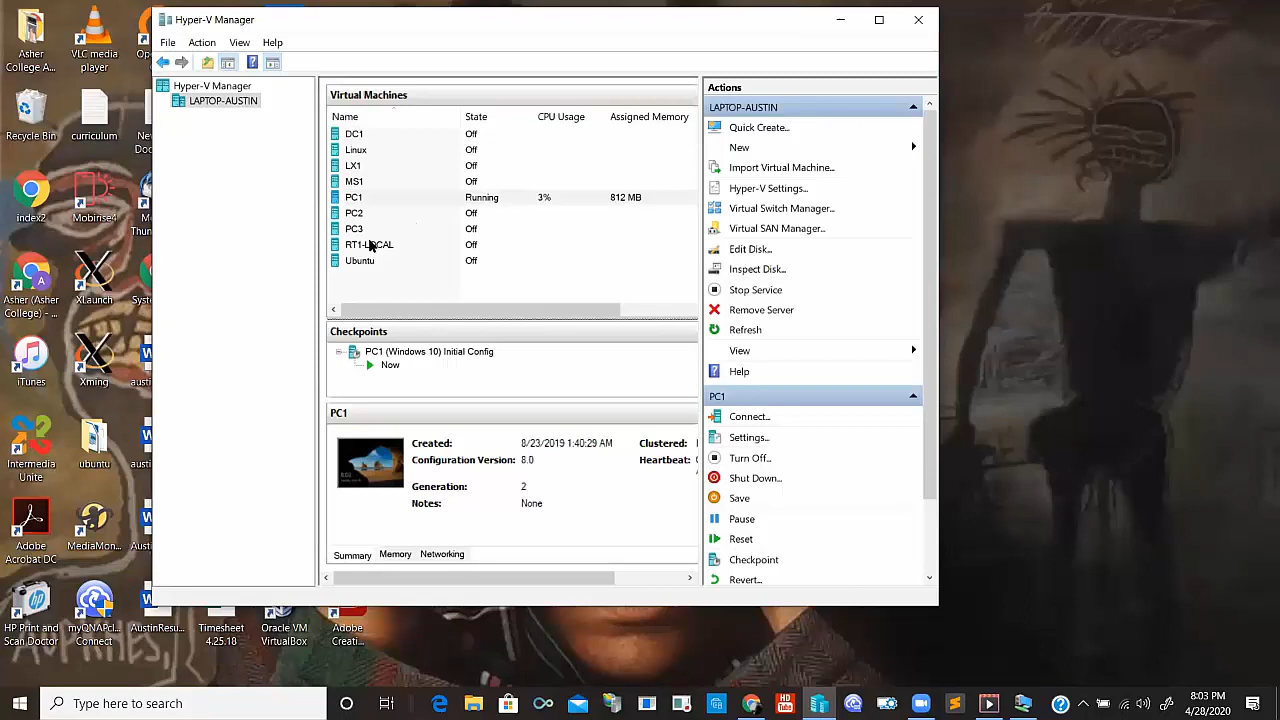 Hyper-V Manager
File Action View Help
Hyper-V Manager
LAPTOP-AUSTIN
Virtual Machines
Name State CPU Usage Assigned Memory
DC1 Off
Linux Off
LX1 Off
MS1 Off
PC1 Running 3% 812 MB
PC2 Off
PC3 Off
RT1-LOCAL Off
Ubuntu Off
Checkpoints
PC1 (Windows 10) Initial Config
Now
PC1
Created: 8/23/2019 1:40:29 AM Clustered:
Configuration Version: 8.0 Heartbeat:
Generation: 2
Notes: None
Summary Memory Networking
Actions
LAPTOP-AUSTIN
Quick Create...
New
Import Virtual Machine...
Hyper-V Settings...
Virtual Switch Manager...
Virtual SAN Manager...
Edit Disk...
Inspect Disk...
Stop Service
Remove Server
Refresh
View
Help
PC1
Connect...
Settings...
Turn Off...
Shut Down...
Save
Pause
Reset
Checkpoint
Revert...
Asher
College A...
VLC media
player
Recycle Bin
curriculum
index2
Mobirise4
Asher (Asher
College) - ...
XLaunch
iTunes
Xming
Intermedia
Unite
ubuntu
Adobe
Acrobat DC
MediaMon...
HP Print and
Scan Doctor
myQNAPcl...
Connect
AustinResu...
Timesheet
4.25.18
Oracle VM
VirtualBox
Adobe
Creati...
Type here to search
HD
8:03 PM
4/28/2020